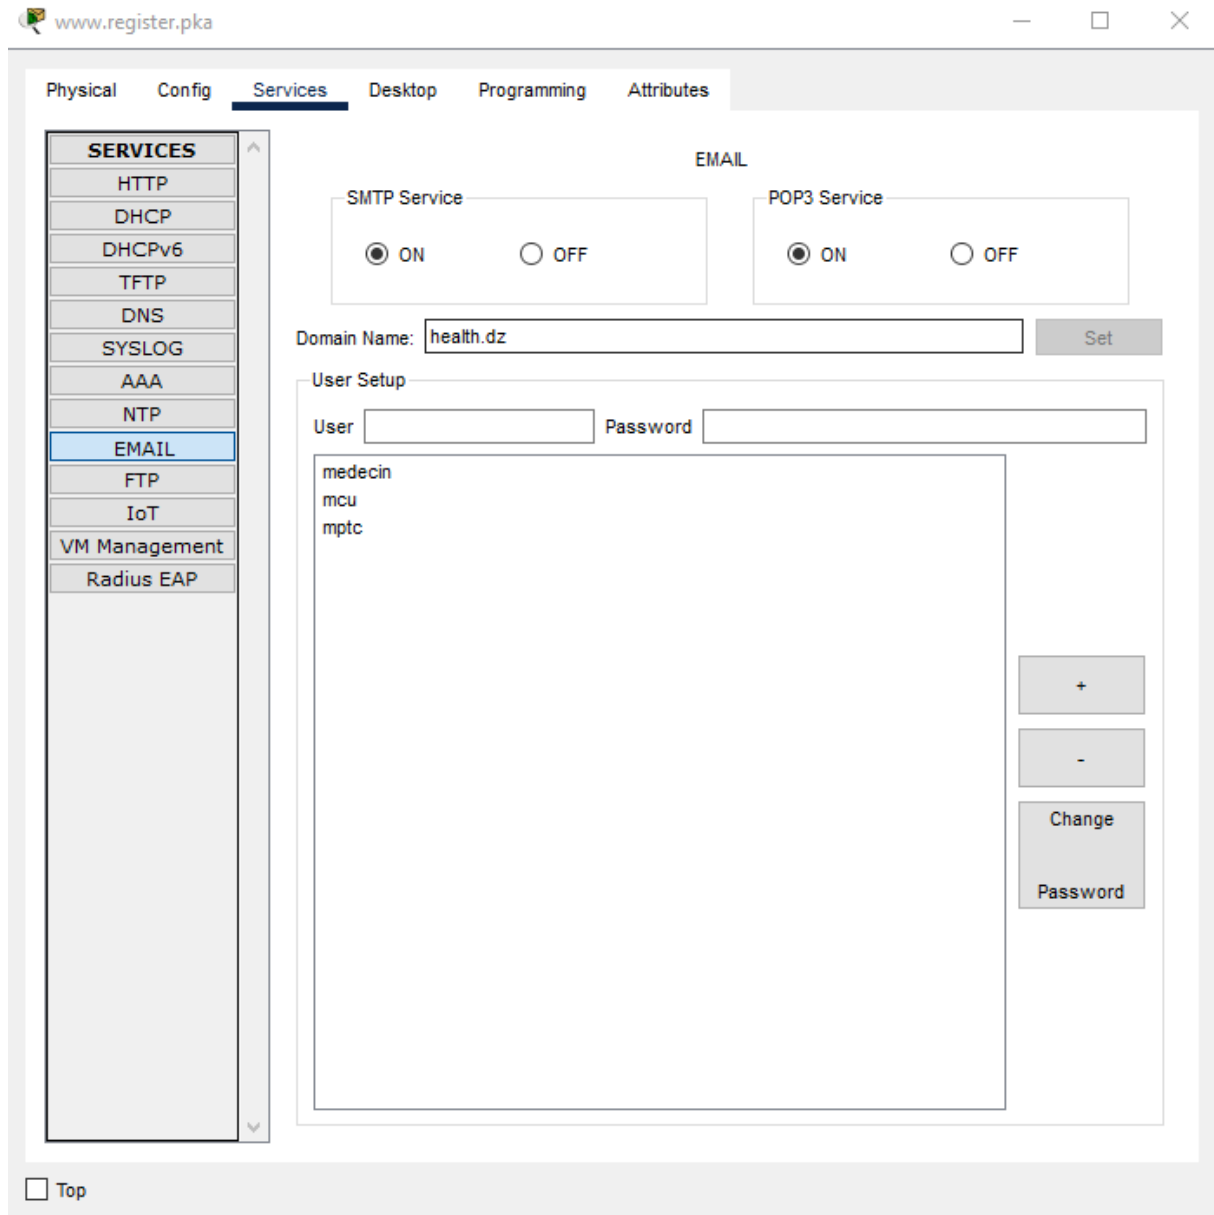 www.register.pka
Physical Config Services Desktop Programming Attributes
SERVICES
HTTP
DHCP
DHCPv6
TFTP
DNS
SYSLOG
AAA
NTP
EMAIL
FTP
IoT
VM Management
Radius EAP
EMAIL
SMTP Service
ON OFF
POP3 Service
ON OFF
Domain Name: health.dz Set
User Setup
User Password
medecin
mcu
mptc
+
-
Change
Password
Top